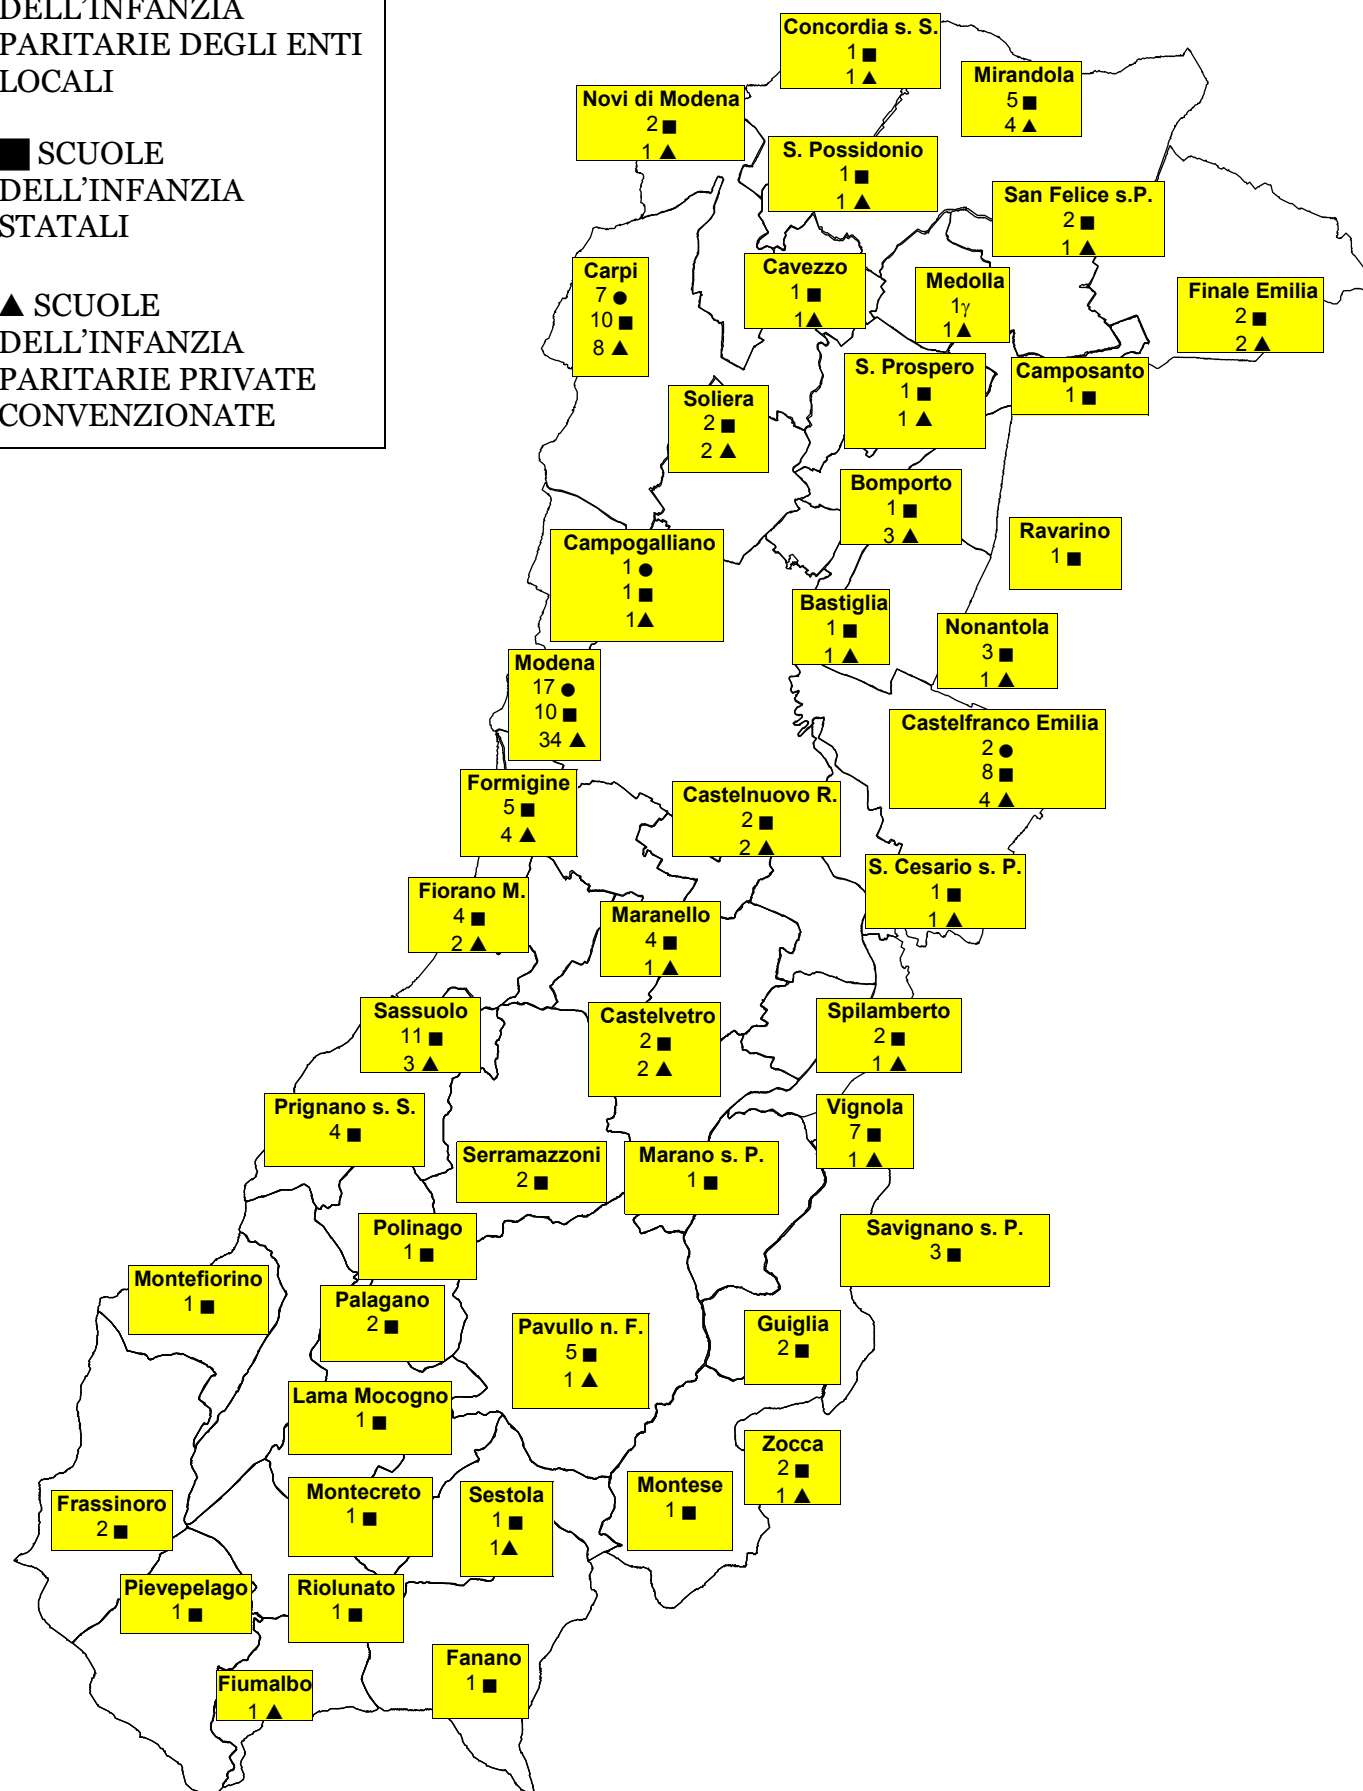 DELL'INFANZIA
PARITARIE DEGLI ENTI
LOCALI
■ SCUOLE
DELL'INFANZIA
STATALI
▲ SCUOLE
DELL'INFANZIA
PARITARIE PRIVATE
CONVENZIONATE
Concordia s. S.
1 ■
1 ▲
Mirandola
5 ■
4 ▲
Novi di Modena
2 ■
1 ▲
S. Possidonio
1 ■
1 ▲
San Felice s.P.
2 ■
1 ▲
Carpi
7 ●
10 ■
8 ▲
Cavezzo
1 ■
1 ▲
Medolla
1γ
1 ▲
Finale Emilia
2 ■
2 ▲
S. Prospero
1 ■
1 ▲
Camposanto
1 ■
Soliera
2 ■
2 ▲
Bomporto
1 ■
3 ▲
Ravarino
1 ■
Campogalliano
1 ●
1 ■
1 ▲
Bastiglia
1 ■
1 ▲
Nonantola
3 ■
1 ▲
Modena
17 ●
10 ■
34 ▲
Castelfranco Emilia
2 ●
8 ■
4 ▲
Formigine
5 ■
4 ▲
Castelnuovo R.
2 ■
2 ▲
S. Cesario s. P.
1 ■
1 ▲
Fiorano M.
4 ■
2 ▲
Maranello
4 ■
1 ▲
Sassuolo
11 ■
3 ▲
Castelvetro
2 ■
2 ▲
Spilamberto
2 ■
1 ▲
Prignano s. S.
4 ■
Vignola
7 ■
1 ▲
Serramazzoni
2 ■
Marano s. P.
1 ■
Polinago
1 ■
Savignano s. P.
3 ■
Montefiorino
1 ■
Palagano
2 ■
Pavullo n. F.
5 ■
1 ▲
Guiglia
2 ■
Lama Mocogno
1 ■
Zocca
2 ■
1 ▲
Frassinoro
2 ■
Montecreto
1 ■
Sestola
1 ■
1 ▲
Montese
1 ■
Pievepelago
1 ■
Riolunato
1 ■
Fanano
1 ■
Fiumalbo
1 ▲